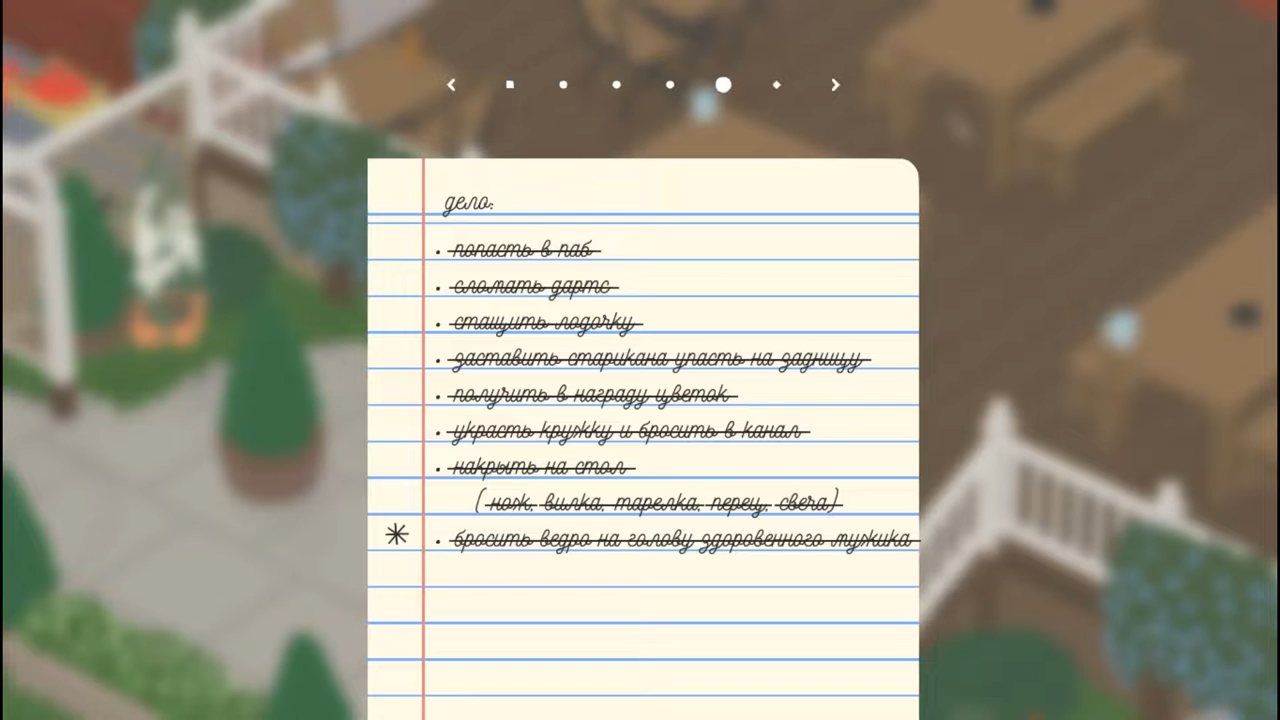 дело:
• попасть в паб
• сломать дартс
• стащить лодочку
• заставить старикана упасть на задницу
• получить в награду цветок
• украсть кружку и бросить в канал
• накрыть на стол
(нож, вилка, тарелка, перец, свеча)
• бросить ведро на голову здоровенного мужика